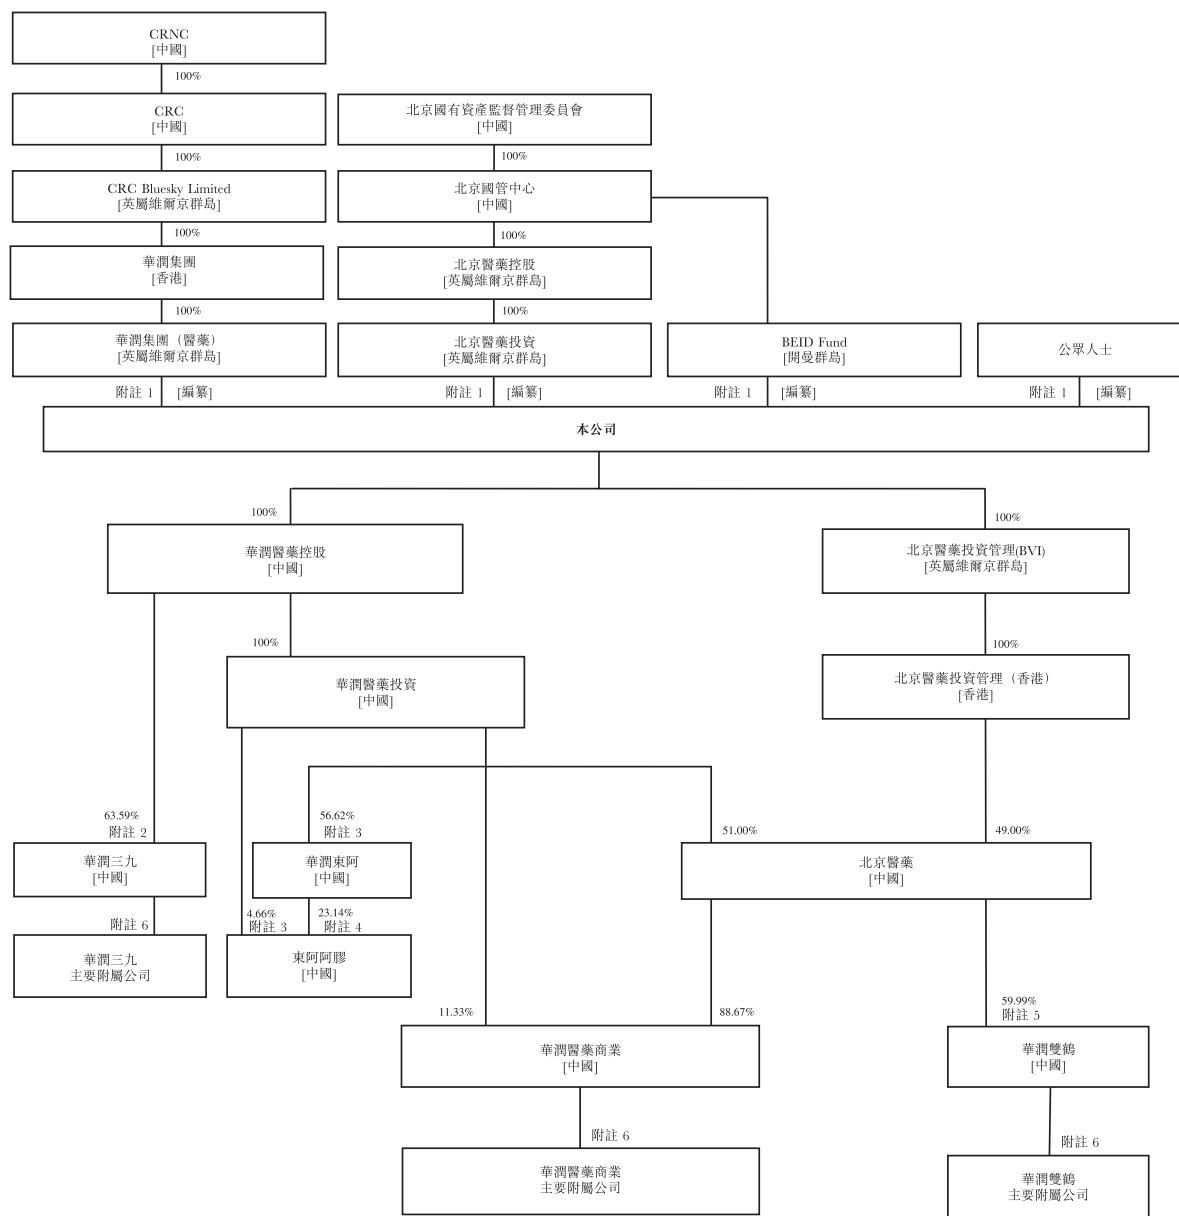 CRNC
[中國]
100%
CRC
[中國]
北京國有資產監督管理委員會
[中國]
100%
100%
CRC Bluesky Limited
[英屬維爾京群島]
北京國管中心
[中國]
100%
100%
華潤集團
[香港]
北京醫藥控股
[英屬維爾京群島]
100%
100%
華潤集團（醫藥）
[英屬維爾京群島]
北京醫藥投資
[英屬維爾京群島]
BEID Fund
[開曼群島]
公眾人士
附註 1 [編纂]
附註 1 [編纂]
附註 1 [編纂]
附註 1 [編纂]
本公司
100%
100%
華潤醫藥控股
[中國]
北京醫藥投資管理(BVI)
[英屬維爾京群島]
100%
100%
華潤醫藥投資
[中國]
北京醫藥投資管理（香港）
[香港]
63.59%
附註 2
56.62%
附註 3
51.00%
49.00%
華潤三九
[中國]
華潤東阿
[中國]
北京醫藥
[中國]
附註 6
4.66%
附註 3
23.14%
附註 4
華潤三九
主要附屬公司
東阿阿膠
[中國]
11.33%
88.67%
59.99%
附註 5
華潤醫藥商業
[中國]
華潤雙鶴
[中國]
附註 6
附註 6
華潤醫藥商業
主要附屬公司
華潤雙鶴
主要附屬公司